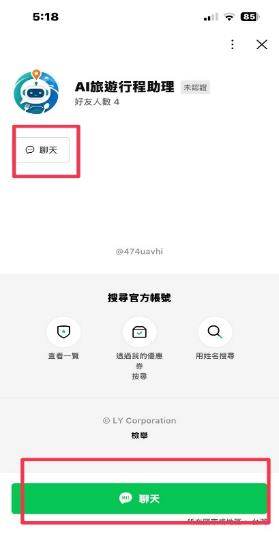 5:18
85
AI旅遊行程助理 未認證
好友人數 4
聊天
@474uavhi
搜尋官方帳號
查看一覽
透過我的優惠
券
搜尋
用姓名搜尋
© LY Corporation
檢舉
聊天